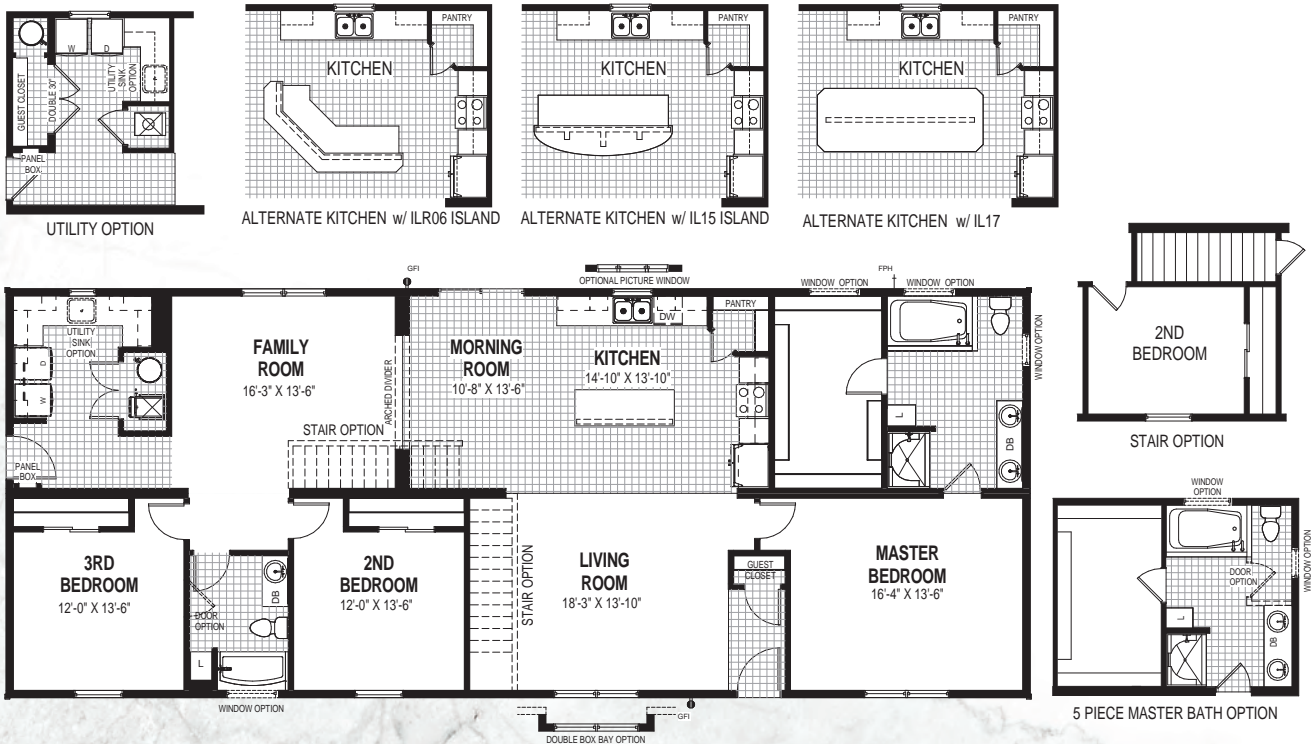 W
D
UTILITY
SINK
OPTION
GUEST CLOSET
DOUBLE 30"
PANEL
BOX
UTILITY OPTION
PANTRY
KITCHEN
ALTERNATE KITCHEN w/ ILR06 ISLAND
PANTRY
KITCHEN
ALTERNATE KITCHEN w/ IL15 ISLAND
PANTRY
KITCHEN
ALTERNATE KITCHEN w/ IL17
2ND
BEDROOM
STAIR OPTION
GFI
OPTIONAL PICTURE WINDOW
FPH
WINDOW OPTION
WINDOW OPTION
WINDOW OPTION
UTILITY
SINK
OPTION
D
W
PANEL
BOX
FAMILY
ROOM
16'-3" X 13'-6"
STAIR OPTION
ARCHED DIVIDER
MORNING
ROOM
10'-8" X 13'-6"
KITCHEN
14'-10" X 13'-10"
DW
PANTRY
L
DB
3RD
BEDROOM
12'-0" X 13'-6"
DOOR
OPTION
DB
L
2ND
BEDROOM
12'-0" X 13'-6"
STAIR OPTION
LIVING
ROOM
18'-3" X 13'-10"
GUEST
CLOSET
MASTER
BEDROOM
16'-4" X 13'-6"
WINDOW OPTION
GFI
DOUBLE BOX BAY OPTION
WINDOW
OPTION
WINDOW OPTION
DOOR
OPTION
L
DB
5 PIECE MASTER BATH OPTION